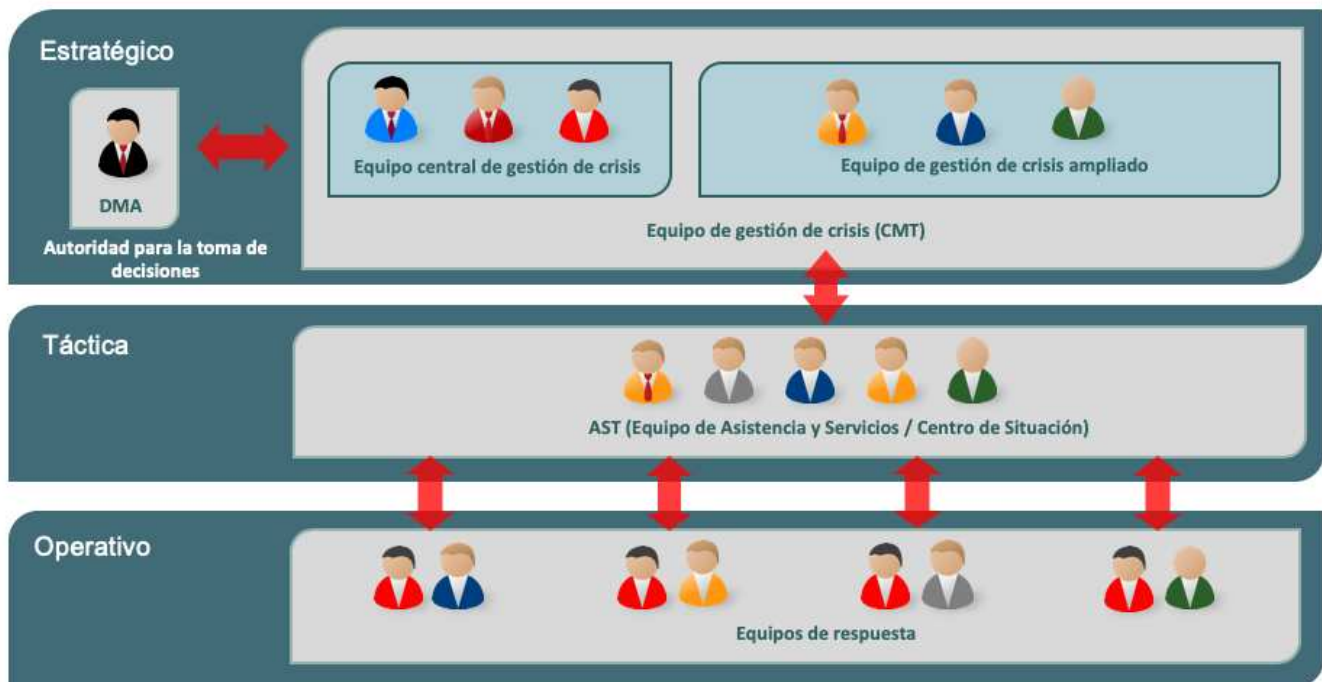 Estratégico
DMA
Autoridad para la toma de
decisiones
Equipo central de gestión de crisis
Equipo de gestión de crisis ampliado
Equipo de gestión de crisis (CMT)
Táctica
AST (Equipo de Asistencia y Servicios / Centro de Situación)
Operativo
Equipos de respuesta